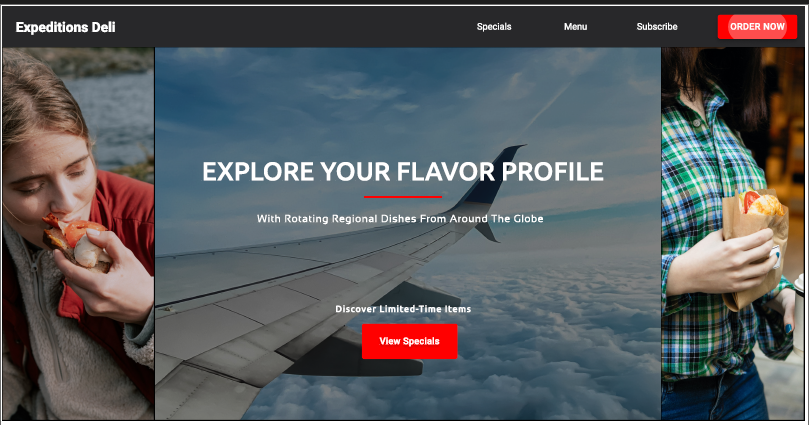 Expeditions Deli
Specials
Menu
Subscribe
ORDER NOW
EXPLORE YOUR FLAVOR PROFILE
With Rotating Regional Dishes From Around The Globe
Discover Limited-Time Items
View Specials